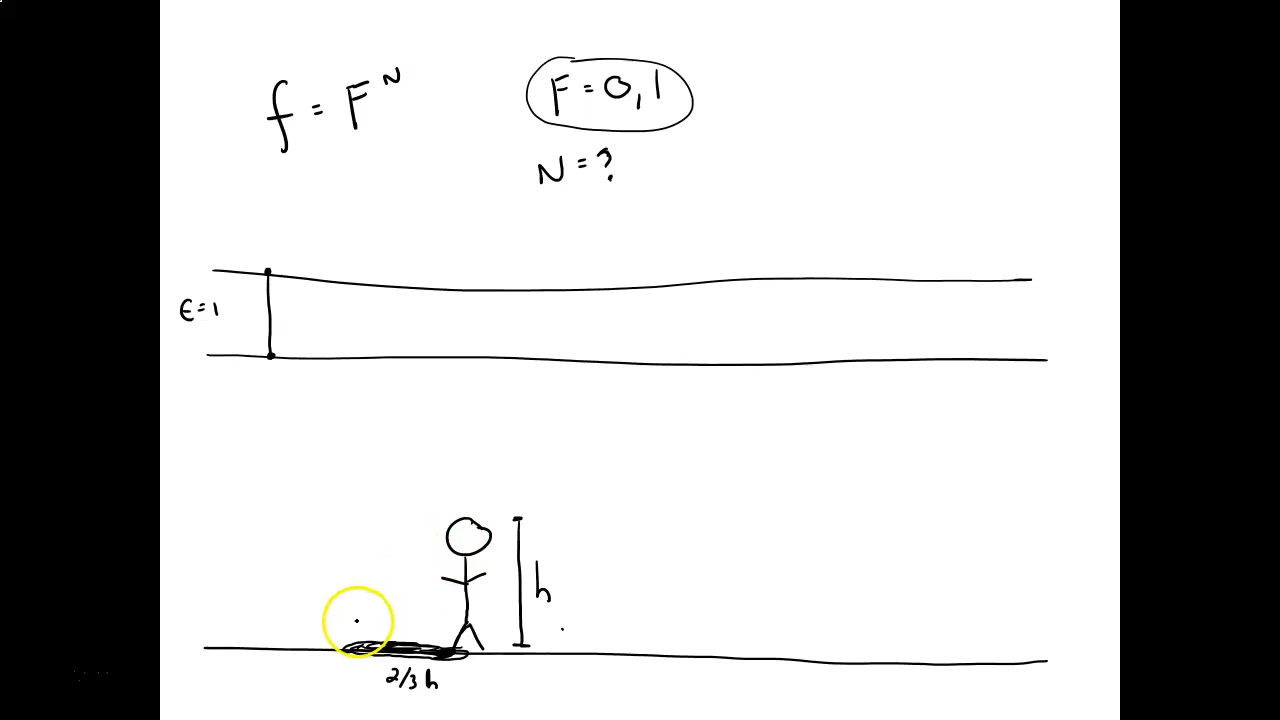 f = F^N
F = 0,1
N = ?
E = 1
h
2/3 h